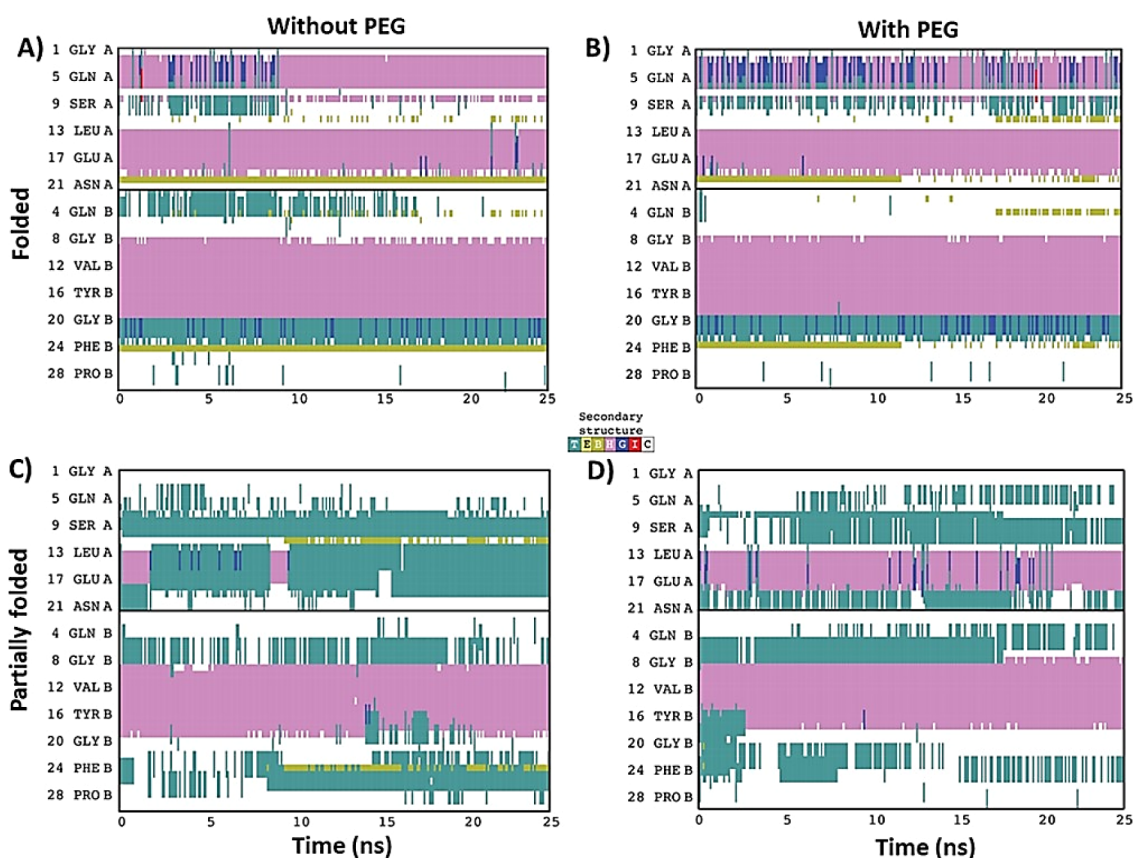 Without PEG
With PEG
A)
B)
Folded
1 GLY A
5 GLN A
9 SER A
13 LEU A
17 GLU A
21 ASN A
4 GLN B
8 GLY B
12 VAL B
16 TYR B
20 GLY B
24 PHE B
28 PRO B
0 5 10 15 20 25
1 GLY A
5 GLN A
9 SER A
13 LEU A
17 GLU A
21 ASN A
4 GLN B
8 GLY B
12 VAL B
16 TYR B
20 GLY B
24 PHE B
28 PRO B
0 5 10 15 20 25
Secondary
structure
T E B H G I C
C)
D)
Partially folded
1 GLY A
5 GLN A
9 SER A
13 LEU A
17 GLU A
21 ASN A
4 GLN B
8 GLY B
12 VAL B
16 TYR B
20 GLY B
24 PHE B
28 PRO B
0 5 10 15 20 25
Time (ns)
1 GLY A
5 GLN A
9 SER A
13 LEU A
17 GLU A
21 ASN A
4 GLN B
8 GLY B
12 VAL B
16 TYR B
20 GLY B
24 PHE B
28 PRO B
0 5 10 15 20 25
Time (ns)